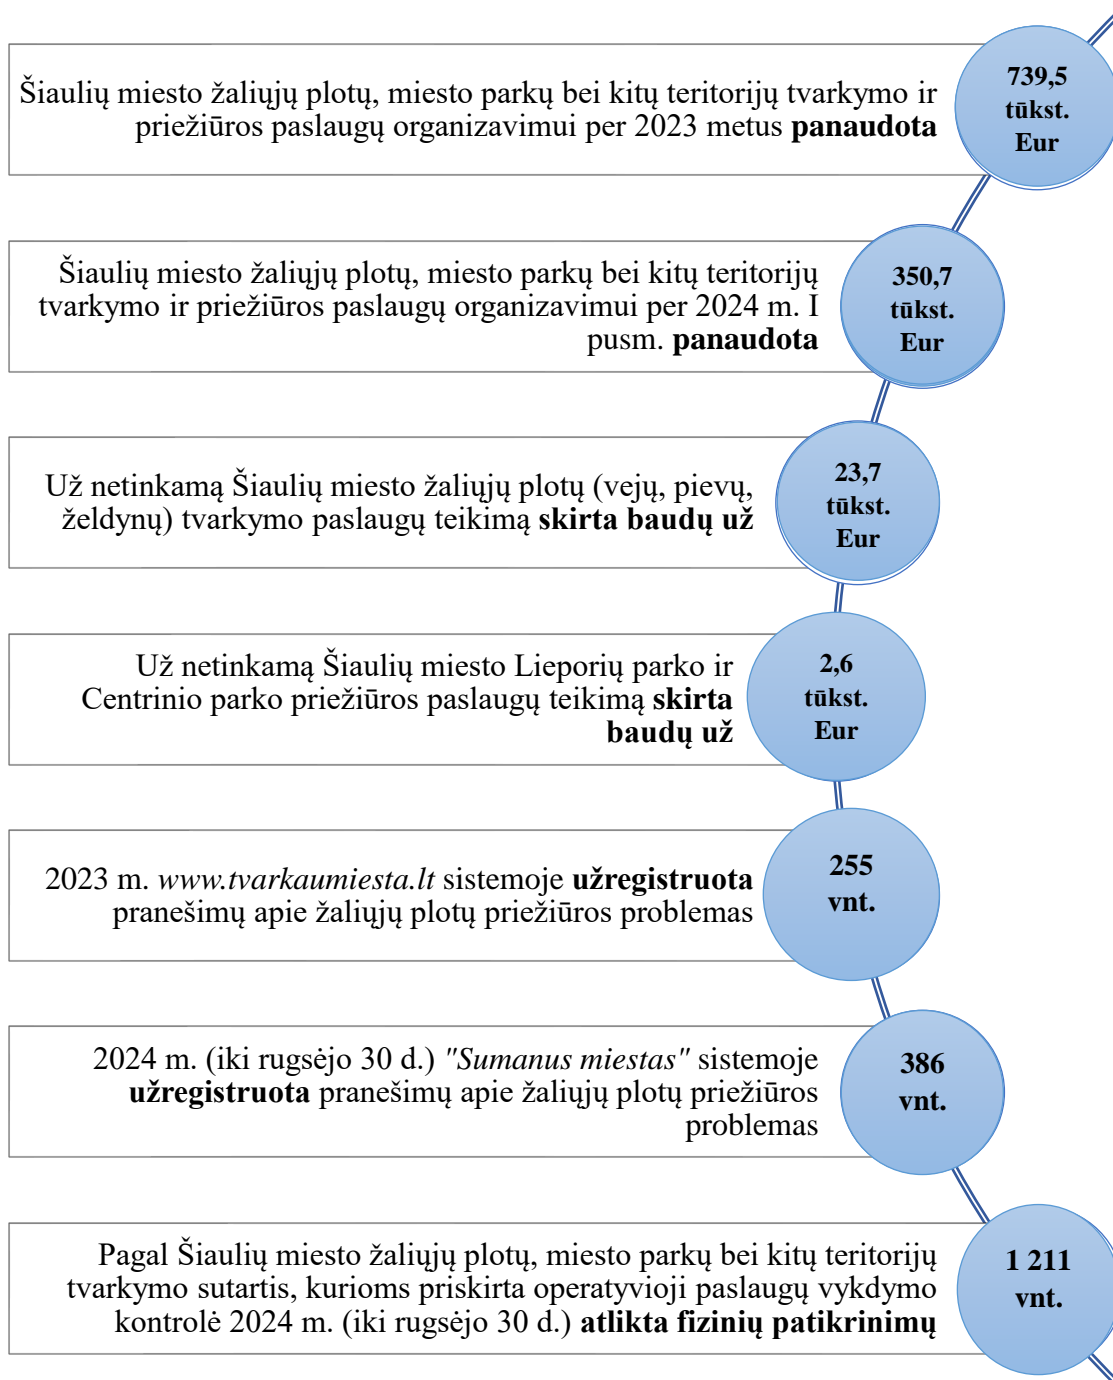 Šiaulių miesto žaliųjų plotų, miesto parkų bei kitų teritorijų tvarkymo ir
priežiūros paslaugų organizavimui per 2023 metus panaudota
739,5
tūkst.
Eur
Šiaulių miesto žaliųjų plotų, miesto parkų bei kitų teritorijų
tvarkymo ir priežiūros paslaugų organizavimui per 2024 m. I
pusm. panaudota
350,7
tūkst.
Eur
Už netinkamą Šiaulių miesto žaliųjų plotų (vejų, pievų,
želdynų) tvarkymo paslaugų teikimą skirta baudų už
23,7
tūkst.
Eur
Už netinkamą Šiaulių miesto Lieporių parko ir
Centrinio parko priežiūros paslaugų teikimą skirta
baudų už
2,6
tūkst.
Eur
2023 m. www.tvarkaumiesta.lt sistemoje užregistruota
pranešimų apie žaliųjų plotų priežiūros problemas
255
vnt.
2024 m. (iki rugsėjo 30 d.) "Sumanus miestas" sistemoje
užregistruota pranešimų apie žaliųjų plotų priežiūros
problemas
386
vnt.
Pagal Šiaulių miesto žaliųjų plotų, miesto parkų bei kitų teritorijų
tvarkymo sutartis, kurioms priskirta operatyvioji paslaugų vykdymo
kontrolė 2024 m. (iki rugsėjo 30 d.) atlikta fizinių patikrinimų
1 211
vnt.